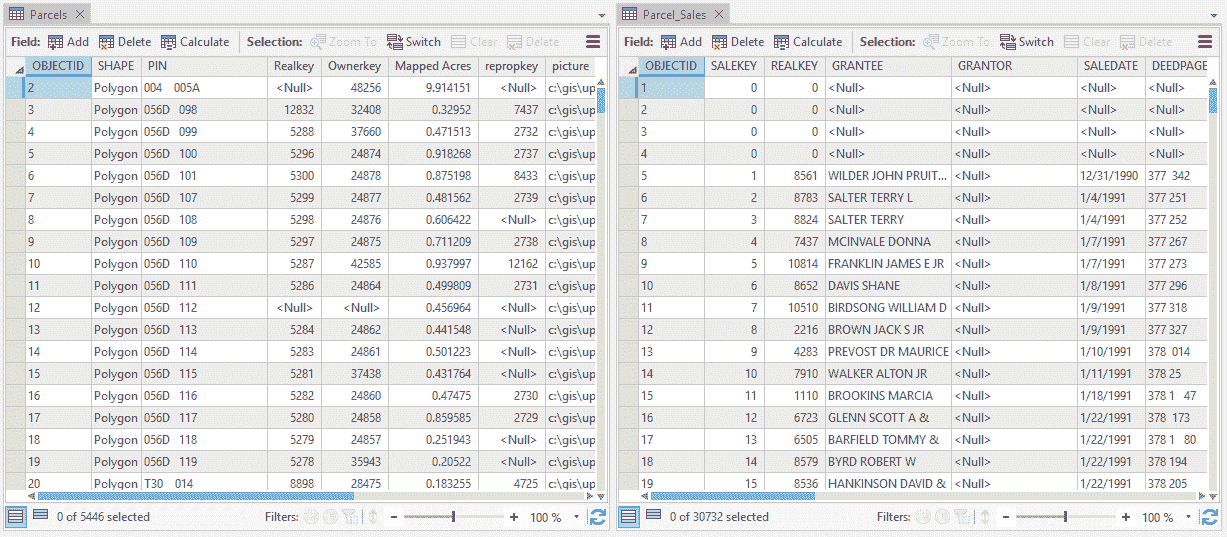 Parcels
Field: Add Delete Calculate Selection: Zoom To Switch Clear Delete
OBJECTID SHAPE PIN Realkey Ownerkey Mapped Acres repropkey picture
2 Polygon 004 005A <Null> 48256 9.914151 <Null> c:\gis\up
3 Polygon 056D 098 12832 32408 0.32952 7437 c:\gis\up
4 Polygon 056D 099 5288 37660 0.471513 2732 c:\gis\up
5 Polygon 056D 100 5296 24874 0.918268 2737 c:\gis\up
6 Polygon 056D 101 5300 24878 0.875198 8433 c:\gis\up
7 Polygon 056D 107 5299 24877 0.481562 2739 c:\gis\up
8 Polygon 056D 108 5298 24876 0.606422 <Null> c:\gis\up
9 Polygon 056D 109 5297 24875 0.711209 2738 c:\gis\up
10 Polygon 056D 110 5287 42585 0.937997 12162 c:\gis\up
11 Polygon 056D 111 5286 24864 0.499809 2731 c:\gis\up
12 Polygon 056D 112 <Null> <Null> 0.456964 <Null> c:\gis\up
13 Polygon 056D 113 5284 24862 0.441548 <Null> c:\gis\up
14 Polygon 056D 114 5283 24861 0.501223 <Null> c:\gis\up
15 Polygon 056D 115 5281 37438 0.431764 <Null> c:\gis\up
16 Polygon 056D 116 5282 24860 0.47475 2730 c:\gis\up
17 Polygon 056D 117 5280 24858 0.859585 2729 c:\gis\up
18 Polygon 056D 118 5279 24857 0.251943 <Null> c:\gis\up
19 Polygon 056D 119 5278 35943 0.20522 <Null> c:\gis\up
20 Polygon T30 014 8898 28475 0.183255 4725 c:\gis\up
0 of 5446 selected Filters: - + 100 %
Parcel_Sales
Field: Add Delete Calculate Selection: Zoom To Switch Clear Delete
OBJECTID SALEKEY REALKEY GRANTEE GRANTOR SALEDATE DEEDPAGE
1 0 0 <Null> <Null> <Null> <Null>
2 0 0 <Null> <Null> <Null> <Null>
3 0 0 <Null> <Null> <Null> <Null>
4 0 0 <Null> <Null> <Null> <Null>
5 1 8561 WILDER JOHN PRUIT... <Null> 12/31/1990 377 342
6 2 8783 SALTER TERRY L <Null> 1/4/1991 377 251
7 3 8824 SALTER TERRY <Null> 1/4/1991 377 252
8 4 7437 MCINVALE DONNA <Null> 1/7/1991 377 267
9 5 10814 FRANKLIN JAMES E JR <Null> 1/7/1991 377 273
10 6 8652 DAVIS SHANE <Null> 1/8/1991 377 296
11 7 10510 BIRDSONG WILLIAM D <Null> 1/9/1991 377 318
12 8 2216 BROWN JACK S JR <Null> 1/9/1991 377 327
13 9 4283 PREVOST DR MAURICE <Null> 1/10/1991 378 014
14 10 7910 WALKER ALTON JR <Null> 1/11/1991 378 25
15 11 1110 BROOKINS MARCIA <Null> 1/18/1991 378 1 47
16 12 6723 GLENN SCOTT A & <Null> 1/22/1991 378 173
17 13 6505 BARFIELD TOMMY & <Null> 1/22/1991 378 1 80
18 14 8579 BYRD ROBERT W <Null> 1/22/1991 378 194
19 15 8536 HANKINSON DAVID & <Null> 1/22/1991 378 205
0 of 30732 selected Filters: - + 100 %